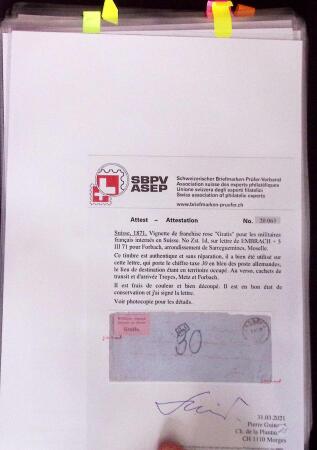 SBPV
ASEP
Schweizerischer Briefmarken-Prüfer-Verband
Association suisse des experts philatéliques
Unione svizzera degli esperti filatelici
Swiss association of philatelic experts
www.briefmarken-pruefer.ch
Attest – Attestation No. 20 063
Suisse, 1871, Vignette de franchise rose "Gratis" pour les militaires
français internés en Suisse. No Zst. 1d, sur lettre de EMBRACH + 5
III 71 pour Forbach, arrondissement de Sarreguemines, Moselle.
Ce timbre est authentique et sans réparation, il a bien été utilisé sur
cette lettre, qui porte le chiffre-taxe 30 en bleu des postes allemandes,
le lieu de destination étant en territoire occupé. Au verso, cachets de
transit et d'arrivée Troyes, Metz et Forbach.
Il est frais de couleur et bien découpé. Il est en bon état de
conservation et j'ai signé la lettre.
Voir photocopie pour les détails.
Gratis.
30
31.03.2021
Pierre Guinand
Ch. de la Plantaz
CH 1110 Morges